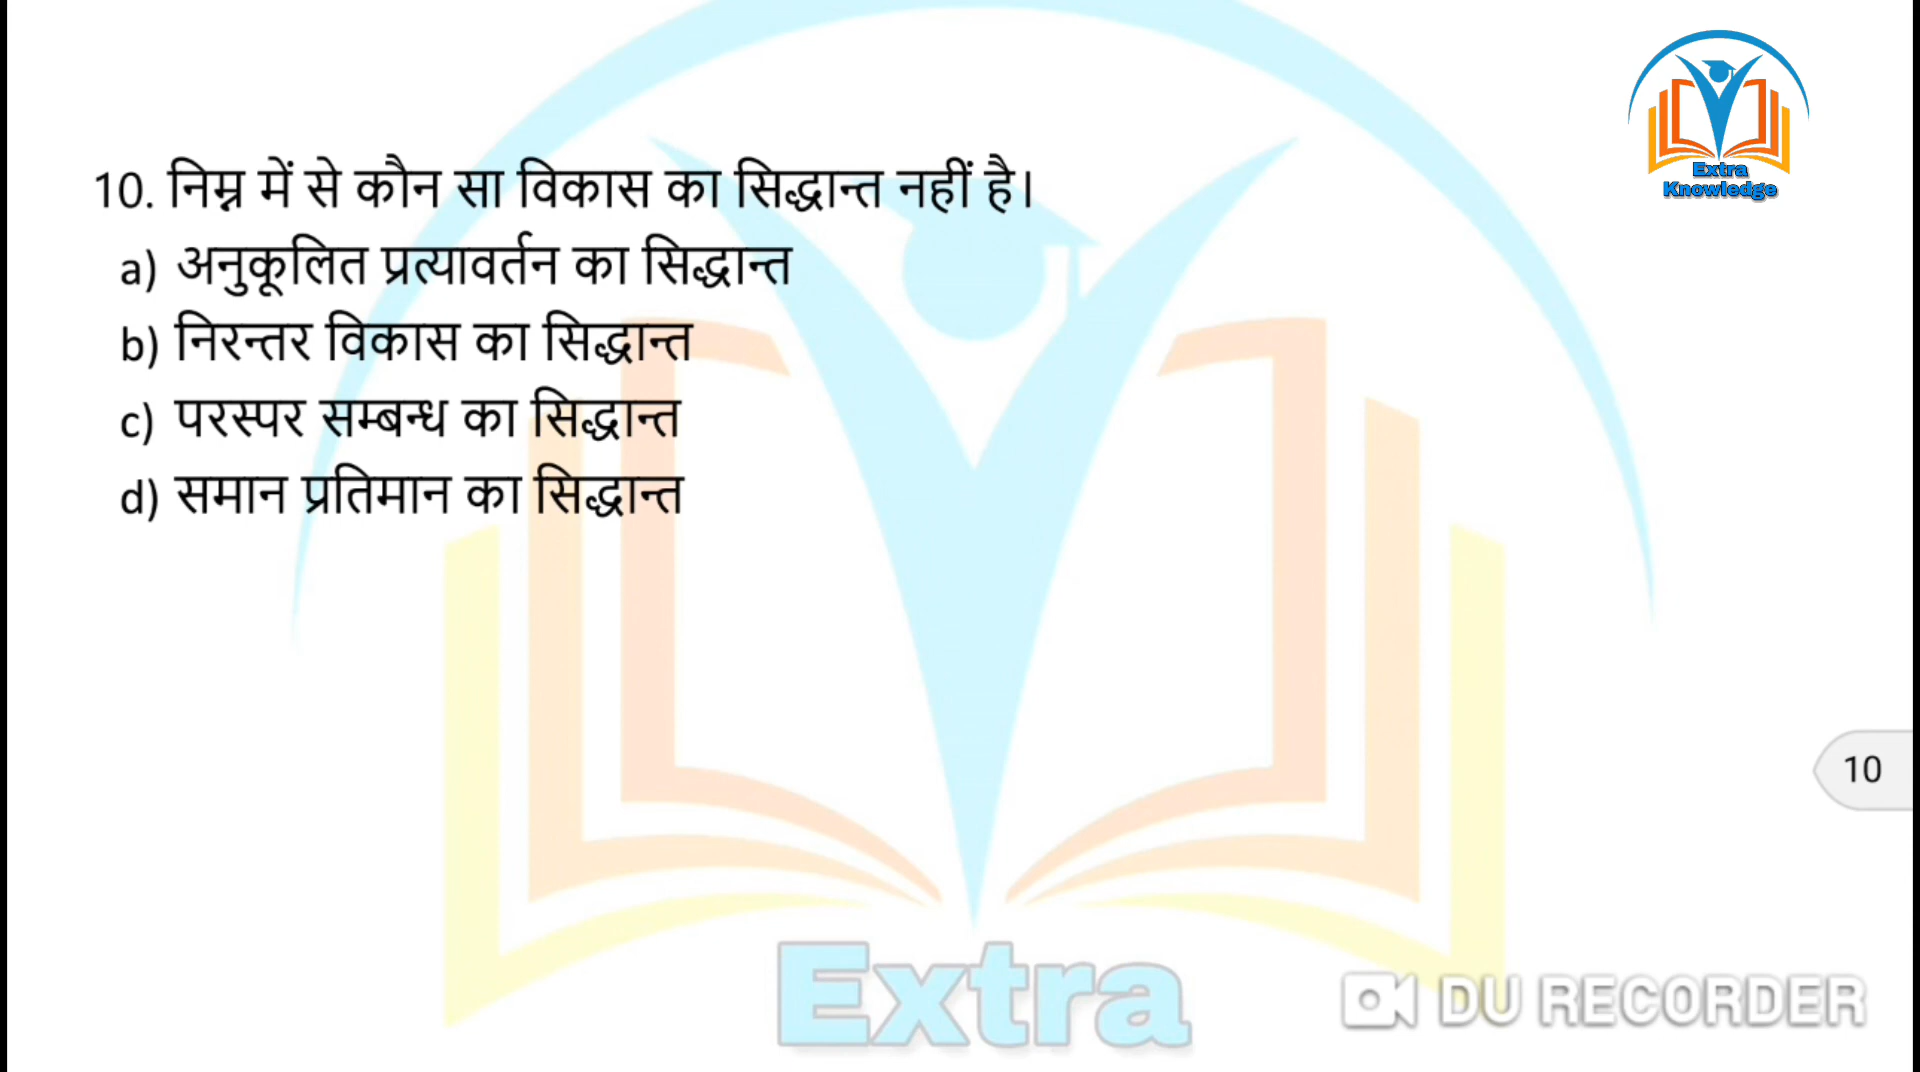 Extra
Knowledge
10. निम्न में से कौन सा विकास का सिद्धान्त नहीं है।
a) अनुकूलित प्रत्यावर्तन का सिद्धान्त
b) निरन्तर विकास का सिद्धान्त
c) परस्पर सम्बन्ध का सिद्धान्त
d) समान प्रतिमान का सिद्धान्त
10
Extra
DU RECORDER